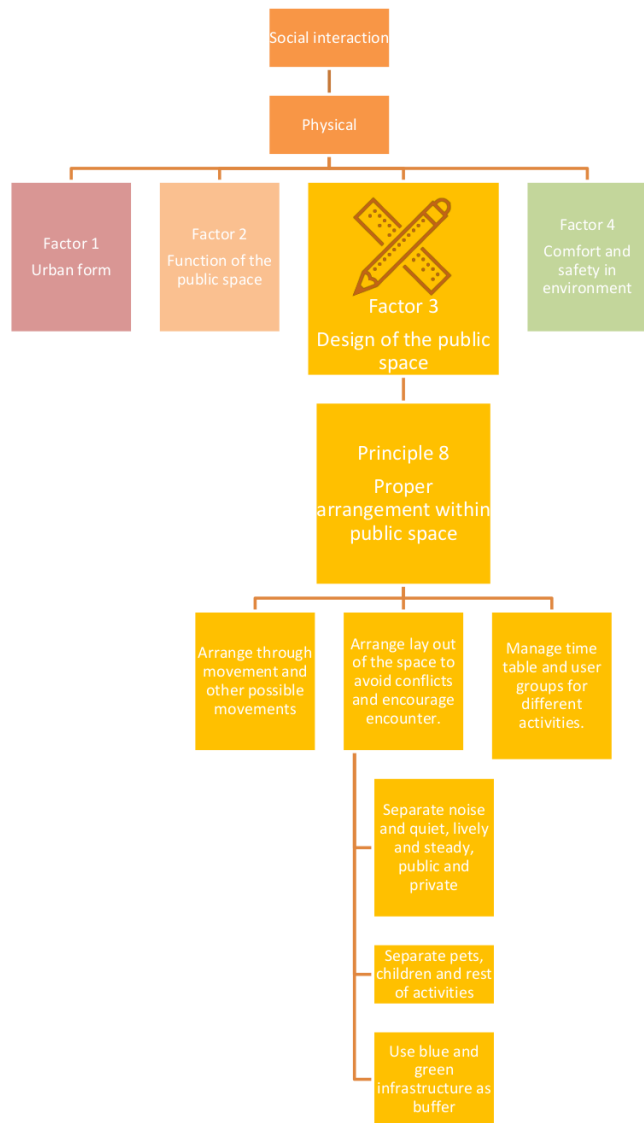 Social interaction
Physical
Factor 1
Urban form
Factor 2
Function of the
public space
Factor 3
Design of the public
space
Factor 4
Comfort and
safety in
environment
Principle 8
Proper
arrangement within
public space
Arrange through
movement and
other possible
movements
Arrange lay out
of the space to
avoid conflicts
and encourage
encounter.
Manage time
table and user
groups for
different
activities.
Separate noise
and quiet, lively
and steady,
public and
private
Separate pets,
children and rest
of activities
Use blue and
green
infrastructure as
buffer